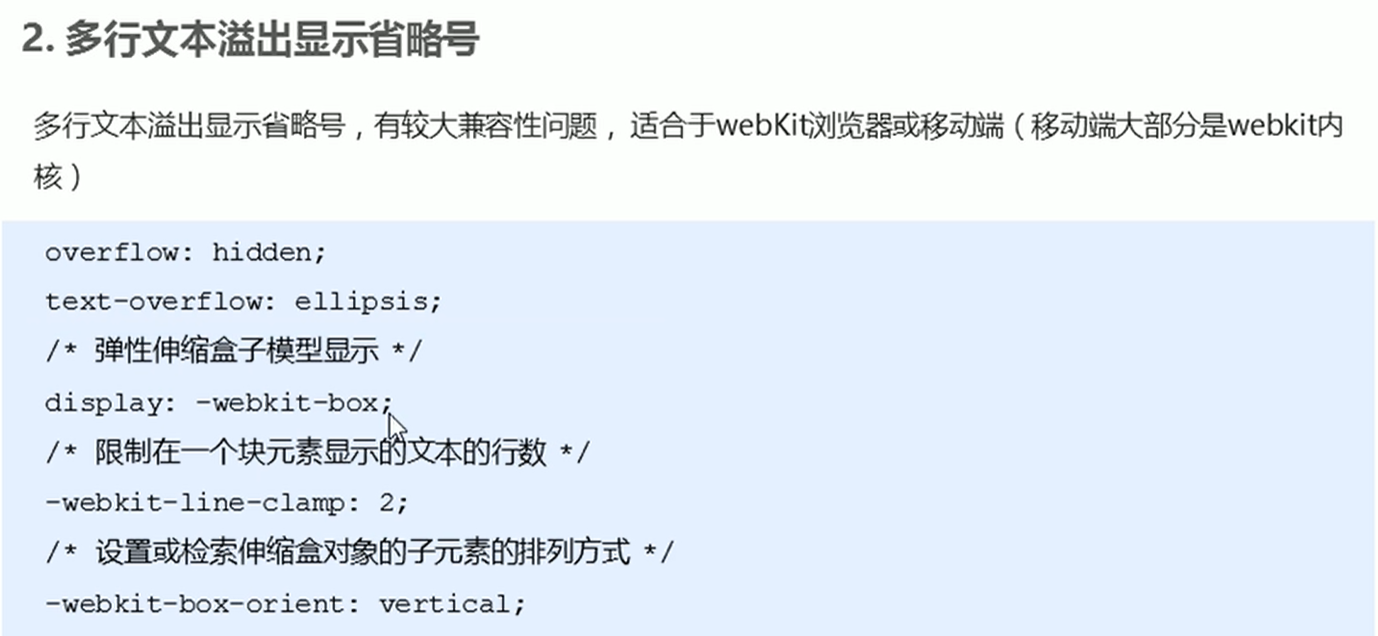 2. 多行文本溢出显示省略号
多行文本溢出显示省略号，有较大兼容性问题，适合于webKit浏览器或移动端（移动端大部分是webkit内
核）
overflow: hidden;
text-overflow: ellipsis;
/* 弹性伸缩盒子模型显示 */
display: -webkit-box;
/* 限制在一个块元素显示的文本的行数 */
-webkit-line-clamp: 2;
/* 设置或检索伸缩盒对象的子元素的排列方式 */
-webkit-box-orient: vertical;